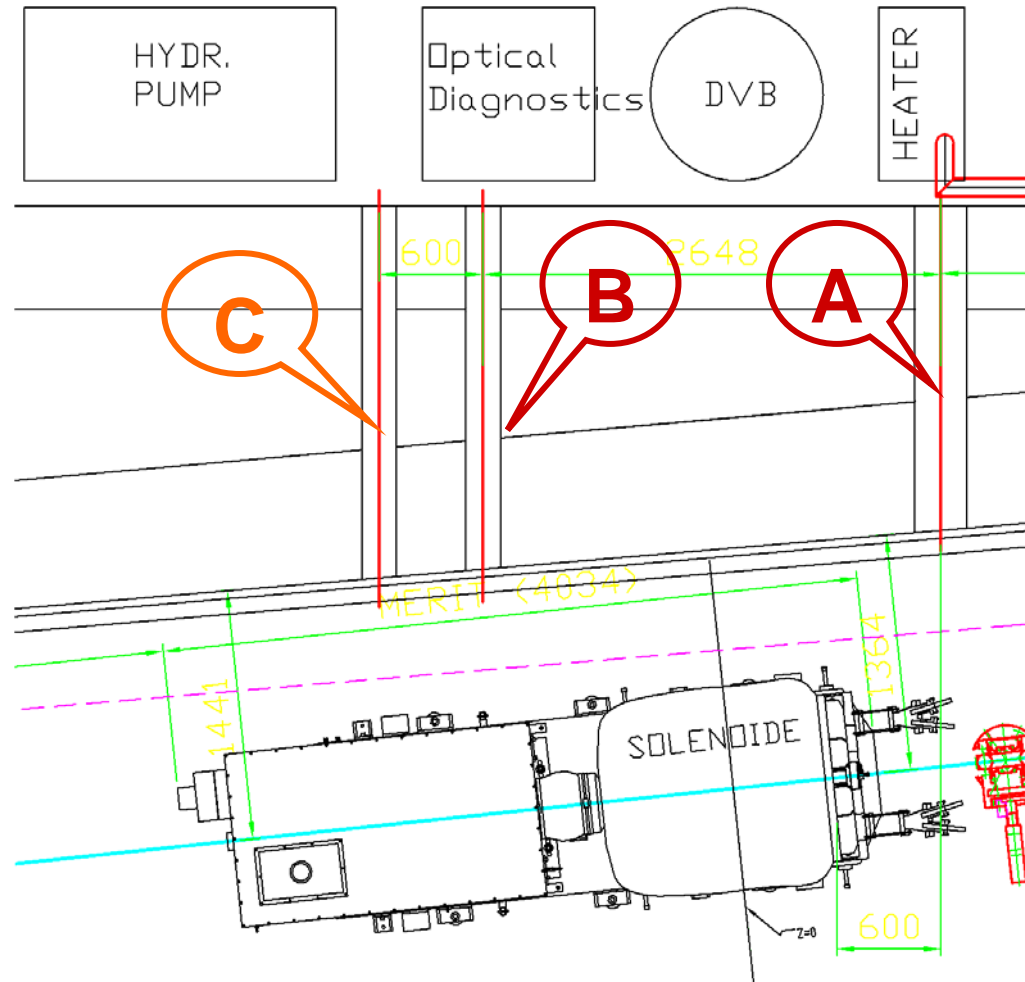 HYDR.
PUMP
Optical
Diagnostics
DVB
HEATER
600
2648
C
B
A
MERIT (4034)
1441
1364
SOLENOIDE
Z=0
600